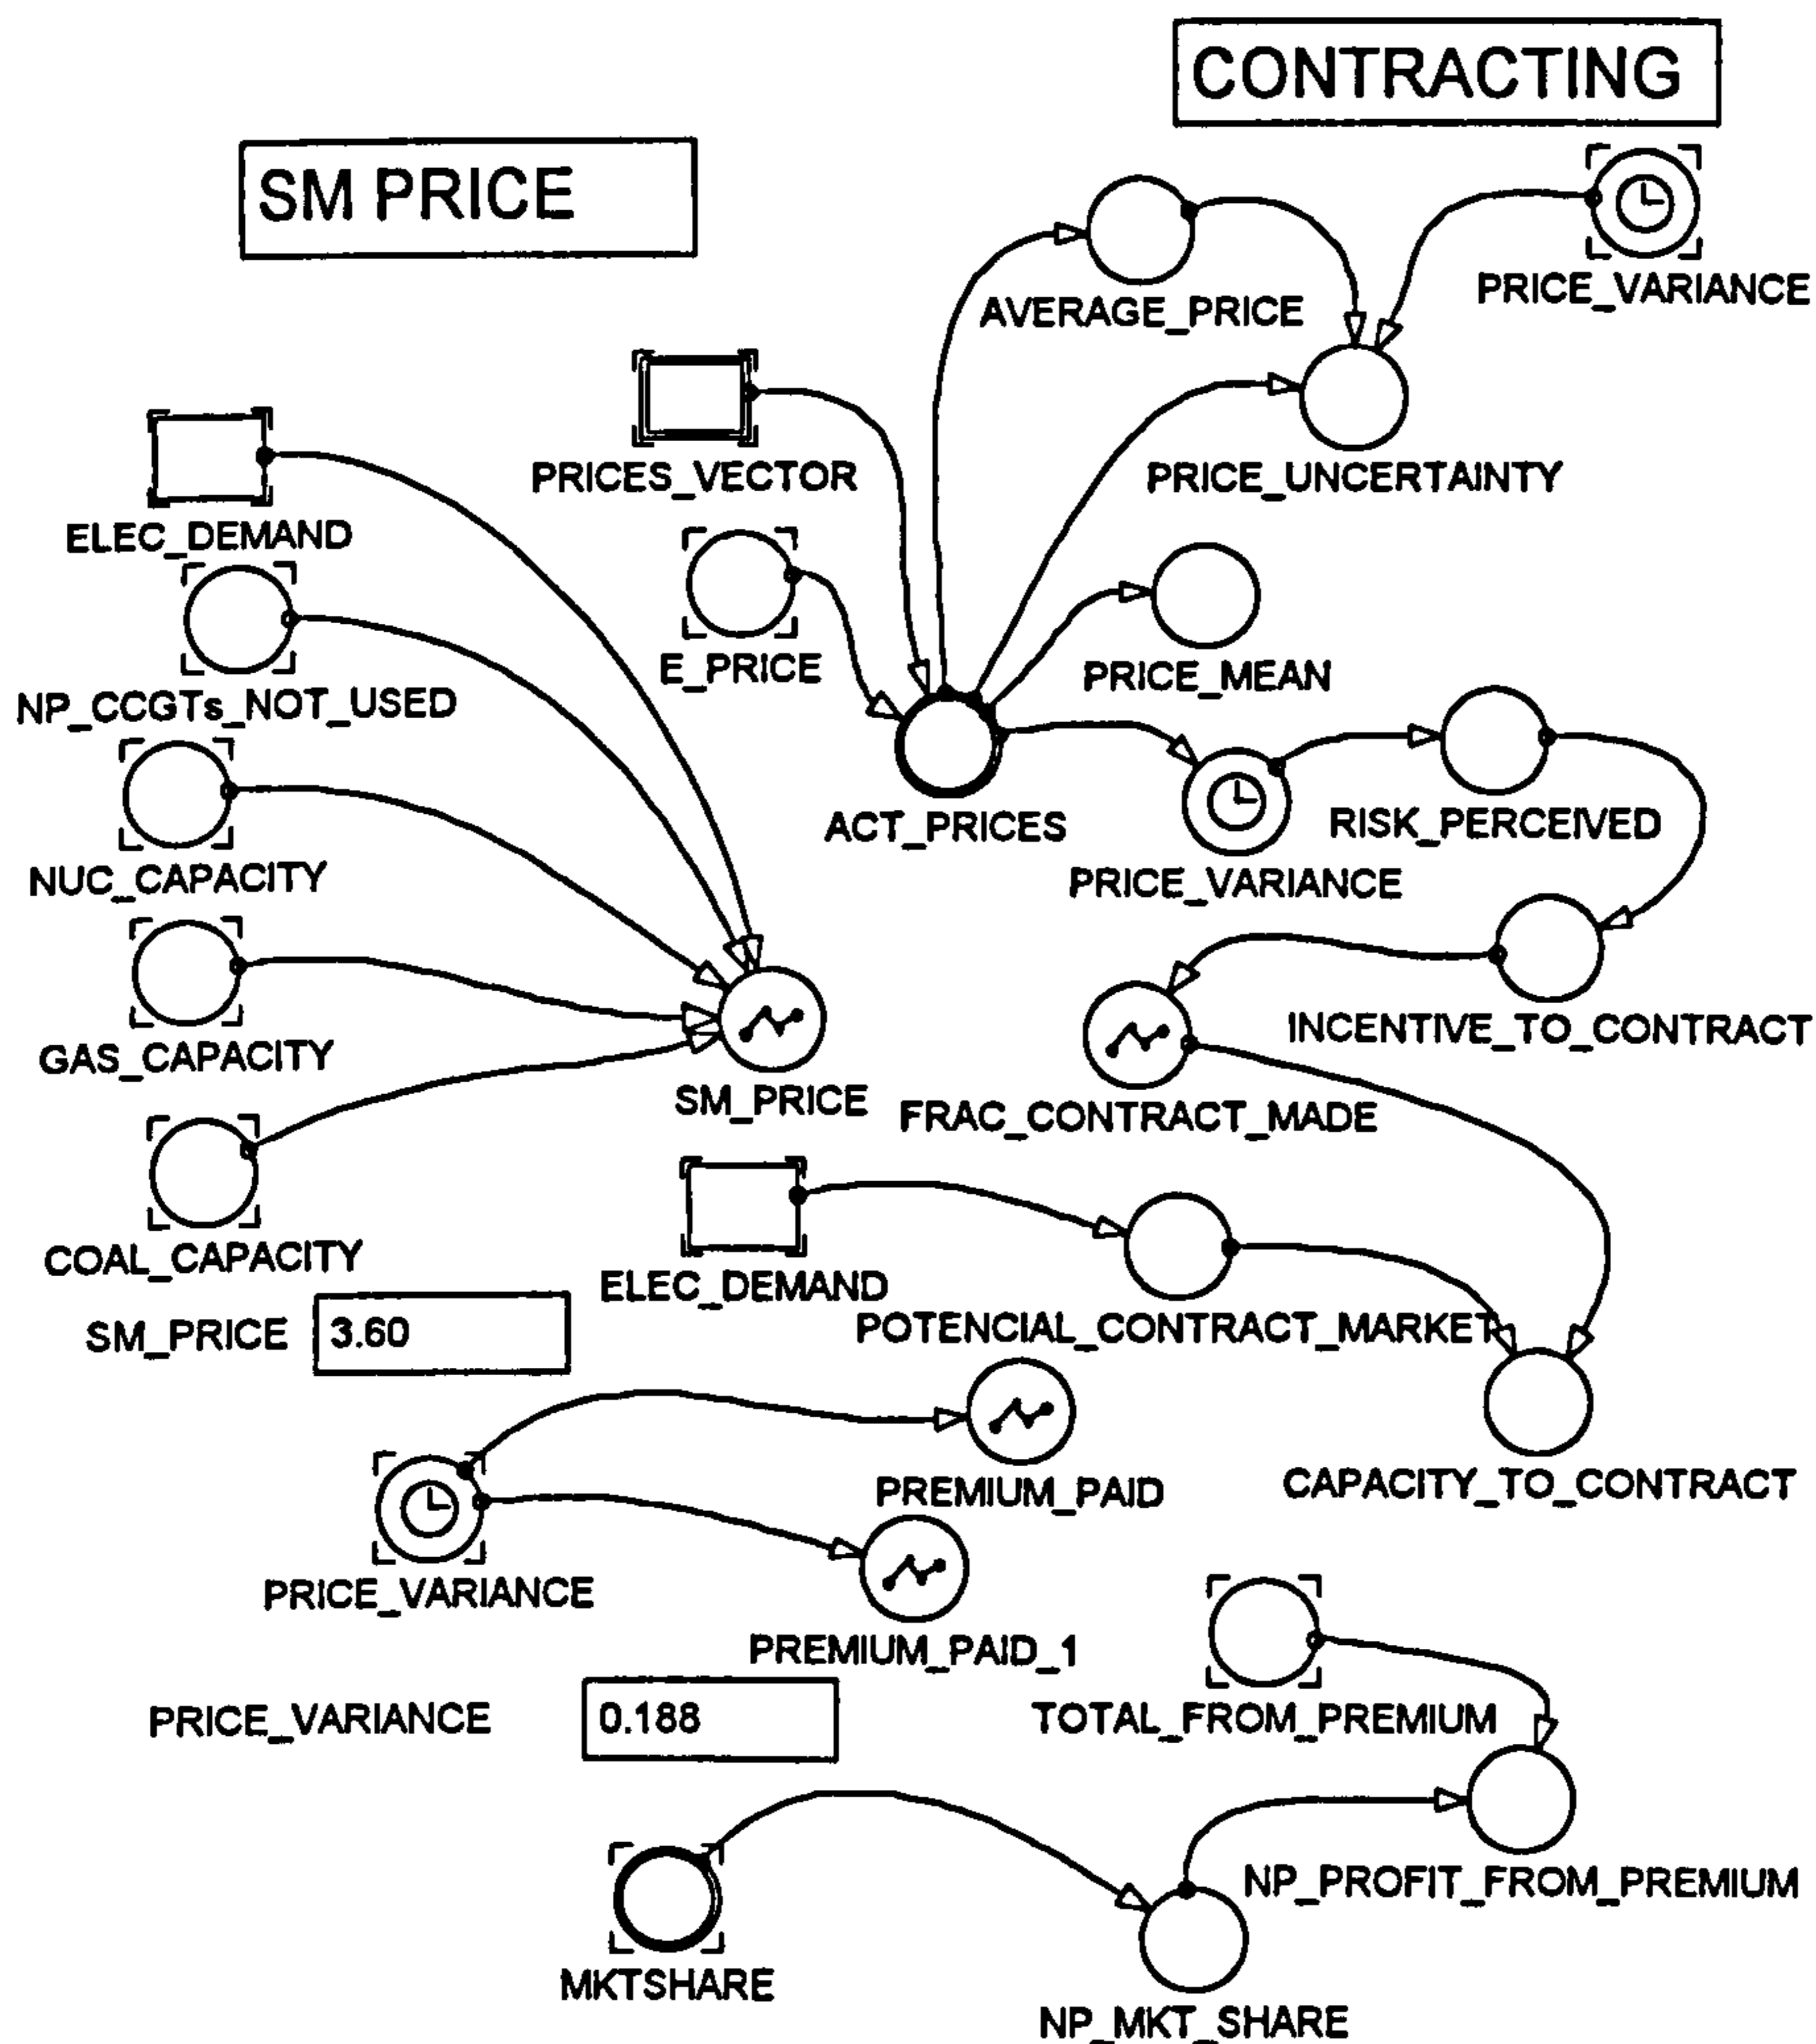 CONTRACTING
SM PRICE
PRICE_VARIANCE
AVERAGE_PRICE
PRICES_VECTOR
PRICE_UNCERTAINTY
ELEC_DEMAND
E_PRICE
PRICE_MEAN
NP_CCGTs_NOT_USED
ACT_PRICES
RISK_PERCEIVED
NUC_CAPACITY
PRICE_VARIANCE
INCENTIVE_TO_CONTRACT
GAS_CAPACITY
SM_PRICE
FRAC_CONTRACT_MADE
COAL_CAPACITY
ELEC_DEMAND
POTENCIAL_CONTRACT_MARKET
SM_PRICE 3.60
PREMIUM_PAID
CAPACITY_TO_CONTRACT
PRICE_VARIANCE
PREMIUM_PAID_1
PRICE_VARIANCE 0.188
TOTAL_FROM_PREMIUM
NP_PROFIT_FROM_PREMIUM
MKTSHARE
NP_MKT_SHARE